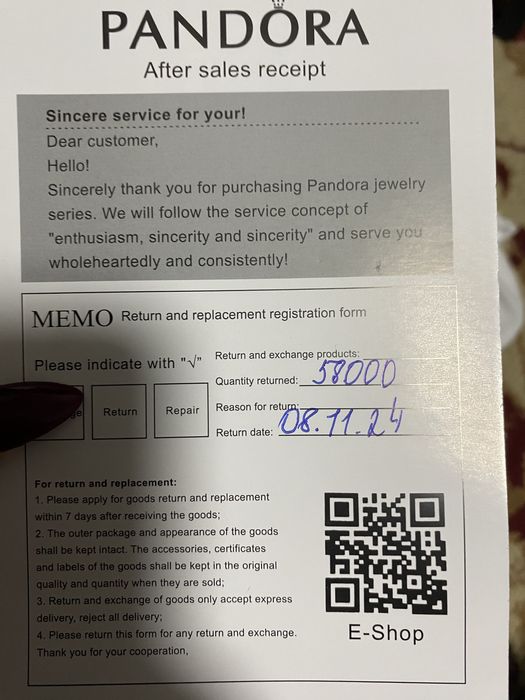 PANDORA
After sales receipt
Sincere service for your!
Dear customer,
Hello!
Sincerely thank you for purchasing Pandora jewelry
series. We will follow the service concept of
"enthusiasm, sincerity and sincerity" and serve you
wholeheartedly and consistently!
MEMO Return and replacement registration form
Please indicate with "√"
Return Repair
Return and exchange products:
Quantity returned: 58000
Reason for return:
Return date: 08.11.24
For return and replacement:
1. Please apply for goods return and replacement
within 7 days after receiving the goods;
2. The outer package and appearance of the goods
shall be kept intact. The accessories, certificates
and labels of the goods shall be kept in the original
quality and quantity when they are sold;
3. Return and exchange of goods only accept express
delivery, reject all delivery;
4. Please return this form for any return and exchange.
Thank you for your cooperation,
E-Shop